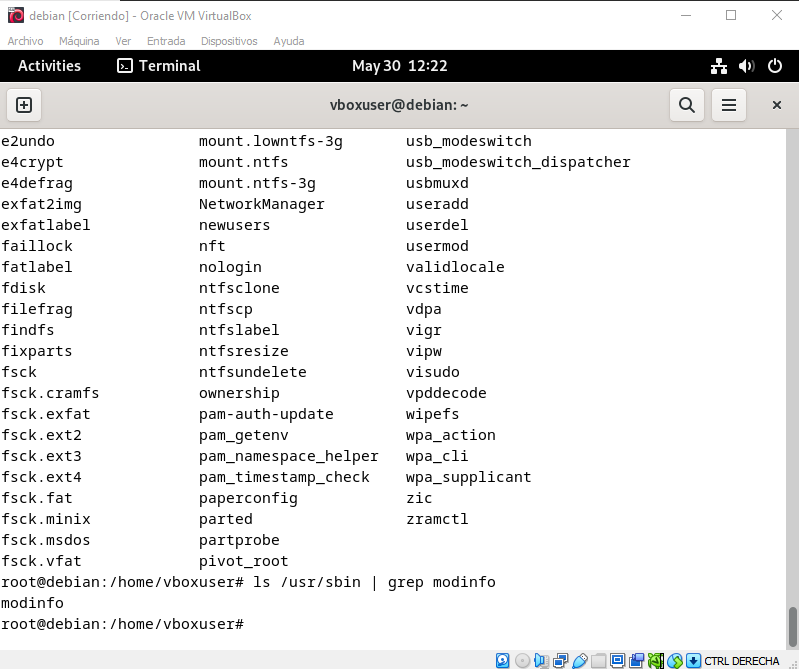 debian [Corriendo] - Oracle VM VirtualBox
Archivo Máquina Ver Entrada Dispositivos Ayuda
Activities Terminal May 30 12:22
vboxuser@debian: ~
e2undo mount.lowntfs-3g usb_modeswitch
e4crypt mount.ntfs usb_modeswitch_dispatcher
e4defrag mount.ntfs-3g usbmuxd
exfat2img NetworkManager useradd
exfatlabel newusers userdel
faillock nft usermod
fatlabel nologin validlocale
fdisk ntfsclone vcstime
filefrag ntfscp vdpa
findfs ntfslabel vigr
fixparts ntfsresize vipw
fsck ntfsundelete visudo
fsck.cramfs ownership vpddecode
fsck.exfat pam-auth-update wipefs
fsck.ext2 pam_getenv wpa_action
fsck.ext3 pam_namespace_helper wpa_cli
fsck.ext4 pam_timestamp_check wpa_supplicant
fsck.fat paperconfig zic
fsck.minix parted zramctl
fsck.msdos partprobe
fsck.vfat pivot_root
root@debian:/home/vboxuser# ls /usr/sbin | grep modinfo
modinfo
root@debian:/home/vboxuser#
CTRL DERECHA